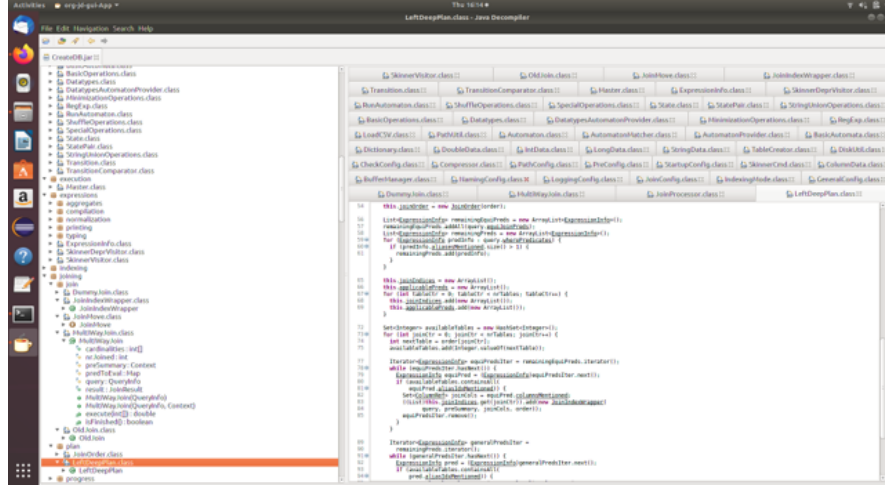 Activities
org-jd-gui-App
Thu 16:14
LeftDeepPlan.class - Java Decompiler
File Edit Navigation Search Help
CreateDB.jar
BasicOperations.class
Datatypes.class
DatatypesAutomatonProvider.class
MinimizationOperations.class
RegExp.class
RunAutomaton.class
ShuffleOperations.class
SpecialOperations.class
State.class
StatePair.class
StringUnionOperations.class
Transition.class
TransitionComparator.class
execution
Master.class
expressions
aggregates
compilation
normalization
printing
typing
ExpressionInfo.class
SkinnerDeprVisitor.class
SkinnerVisitor.class
indexing
joining
join
DummyJoin.class
JoinIndexWrapper.class
JoinIndexWrapper
JoinMove.class
JoinMove
MultiWayJoin.class
MultiWayJoin
cardinalities : int[]
nrJoined : int
preSummary : Context
predToEval : Map
query : QueryInfo
result : JoinResult
MultiWayJoin(QueryInfo)
MultiWayJoin(QueryInfo, Context)
execute(int[]) : double
isFinished() : boolean
OldJoin.class
OldJoin
plan
JoinOrder.class
LeftDeepPlan.class
LeftDeepPlan
progress
SkinnerVisitor.class OldJoin.class JoinMove.class JoinIndexWrapper.class
Transition.class TransitionComparator.class Master.class ExpressionInfo.class SkinnerDeprVisitor.class
RunAutomaton.class ShuffleOperations.class SpecialOperations.class State.class StatePair.class StringUnionOperations.class
BasicOperations.class Datatypes.class DatatypesAutomatonProvider.class MinimizationOperations.class RegExp.class
LoadCSV.class PathUtil.class Automaton.class AutomatonMatcher.class AutomatonProvider.class BasicAutomata.class
Dictionary.class DoubleData.class IntData.class LongData.class StringData.class TableCreator.class DiskUtil.class
CheckConfig.class Compressor.class PathConfig.class PreConfig.class StartupConfig.class SkinnerCmd.class ColumnData.class
BufferManager.class NamingConfig.class LoggingConfig.class JoinConfig.class IndexingMode.class GeneralConfig.class
DummyJoin.class MultiWayJoin.class JoinProcessor.class LeftDeepPlan.class
this.joinOrder = new JoinOrder(order);
List<ExpressionInfo> remainingEquiPreds = new ArrayList<ExpressionInfo>();
remainingEquiPreds.addAll(query.equiJoinPreds);
List<ExpressionInfo> remainingPreds = new ArrayList<ExpressionInfo>();
for (ExpressionInfo predInfo : query.wherePredicates) {
if (predInfo.aliasesMentioned.size() > 1) {
remainingPreds.add(predInfo);
}
}
this.joinIndices = new ArrayList();
this.applicablePreds = new ArrayList();
for (int tableCtr = 0; tableCtr < nrTables; tableCtr++) {
this.joinIndices.add(new ArrayList());
this.applicablePreds.add(new ArrayList());
}
Set<Integer> availableTables = new HashSet<Integer>();
for (int joinCtr = 0; joinCtr < nrTables; joinCtr++) {
int nextTable = order[joinCtr];
availableTables.add(Integer.valueOf(nextTable));
Iterator<ExpressionInfo> equiPredsIter = remainingEquiPreds.iterator();
while (equiPredsIter.hasNext()) {
ExpressionInfo equiPred = (ExpressionInfo)equiPredsIter.next();
if (availableTables.containsAll(
equiPred.aliasIdxMentioned)) {
Set<ColumnRef> joinCols = equiPred.columnsMentioned;
((List)this.joinIndices.get(joinCtr)).add(new JoinIndexWrapper(
query, preSummary, joinCols, order));
equiPredsIter.remove();
}
}
Iterator<ExpressionInfo> generalPredsIter =
remainingPreds.iterator();
while (generalPredsIter.hasNext()) {
ExpressionInfo pred = (ExpressionInfo)generalPredsIter.next();
if (availableTables.containsAll(
pred.aliasIdxMentioned)) {